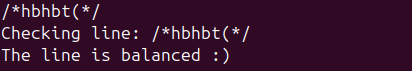 /*hbhbt(*/
Checking line: /*hbhbt(*/
The line is balanced :)